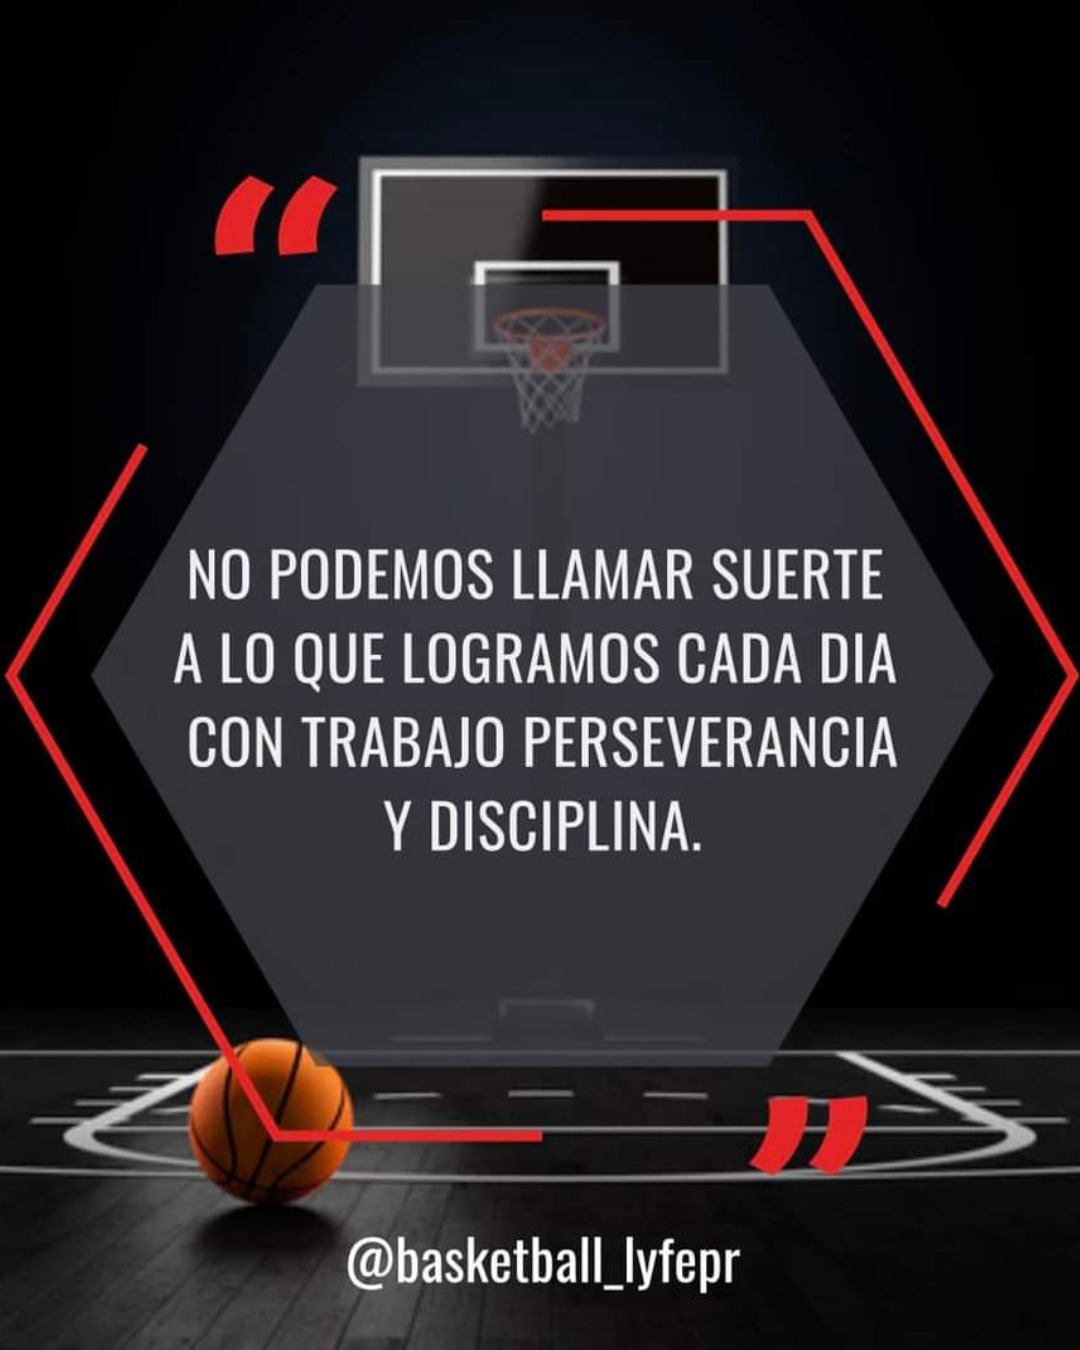 “
NO PODEMOS LLAMAR SUERTE
A LO QUE LOGRAMOS CADA DIA
CON TRABAJO PERSEVERANCIA
Y DISCIPLINA.
”
@basketball_lyfepr